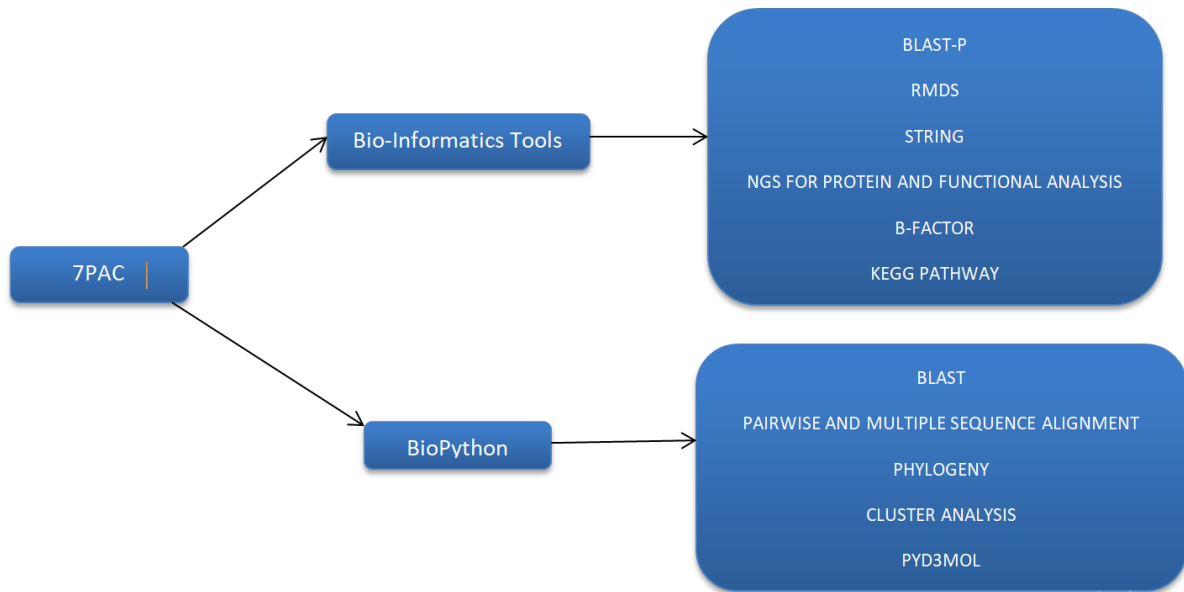 7PAC
Bio-Informatics Tools
BLAST-P
RMDS
STRING
NGS FOR PROTEIN AND FUNCTIONAL ANALYSIS
B-FACTOR
KEGG PATHWAY
BioPython
BLAST
PAIRWISE AND MULTIPLE SEQUENCE ALIGNMENT
PHYLOGENY
CLUSTER ANALYSIS
PYD3MOL